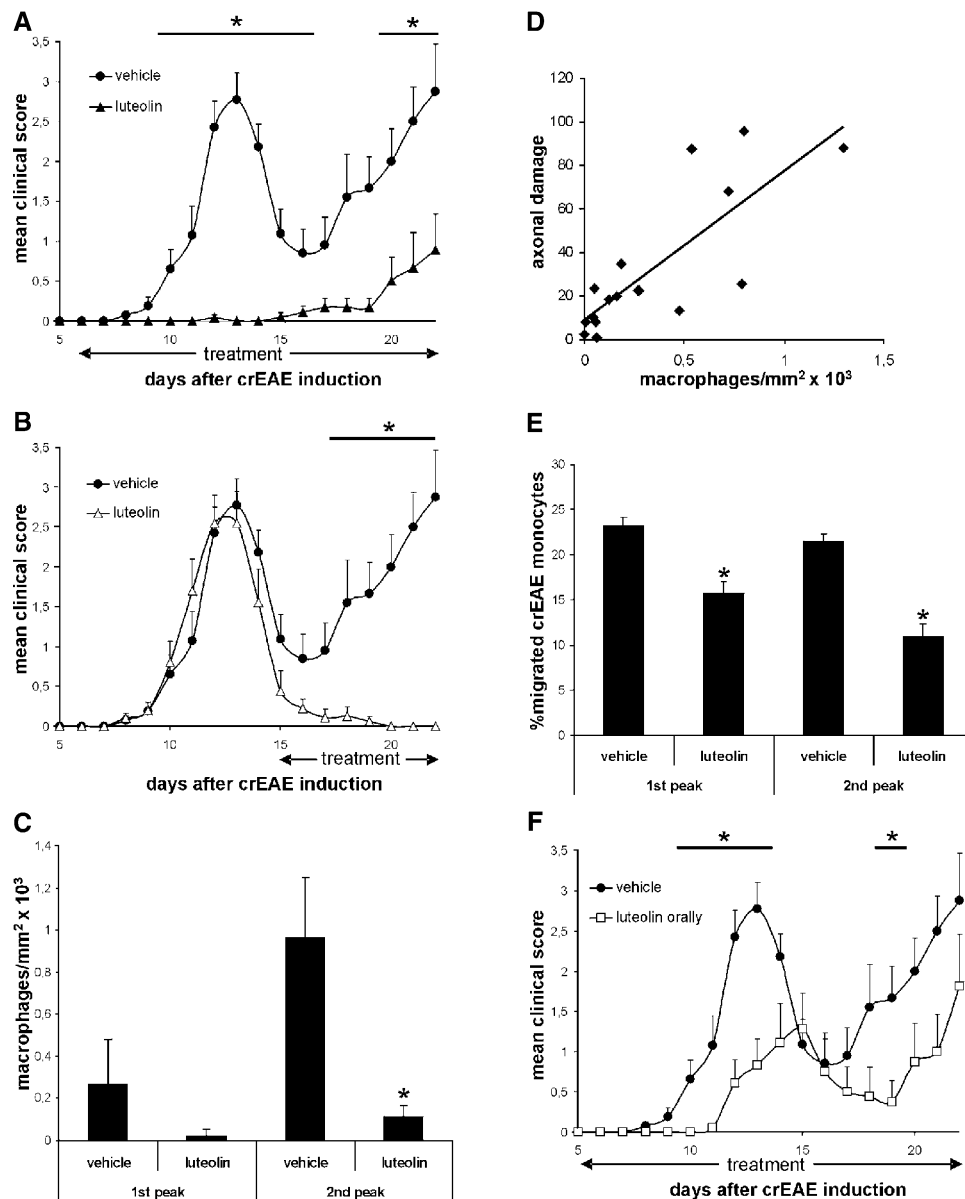 A
*
*
3,5
3
2,5
2
1,5
1
0,5
0
mean clinical score
vehicle
luteolin
5
10
15
20
treatment
days after crEAE induction
B
*
3,5
3
2,5
2
1,5
1
0,5
0
mean clinical score
vehicle
luteolin
5
10
15
20
treatment
days after crEAE induction
C
1,4
1,2
1
0,8
0,6
0,4
0,2
0
macrophages/mm² x 10³
*
vehicle
luteolin
vehicle
luteolin
1st peak
2nd peak
D
120
100
80
60
40
20
0
axonal damage
0
0,5
1
1,5
macrophages/mm² x 10³
E
30
25
20
15
10
5
0
%migrated crEAE monocytes
*
*
vehicle
luteolin
vehicle
luteolin
1st peak
2nd peak
F
*
*
3,5
3
2,5
2
1,5
1
0,5
0
mean clinical score
vehicle
luteolin orally
5
10
15
20
treatment
days after crEAE induction